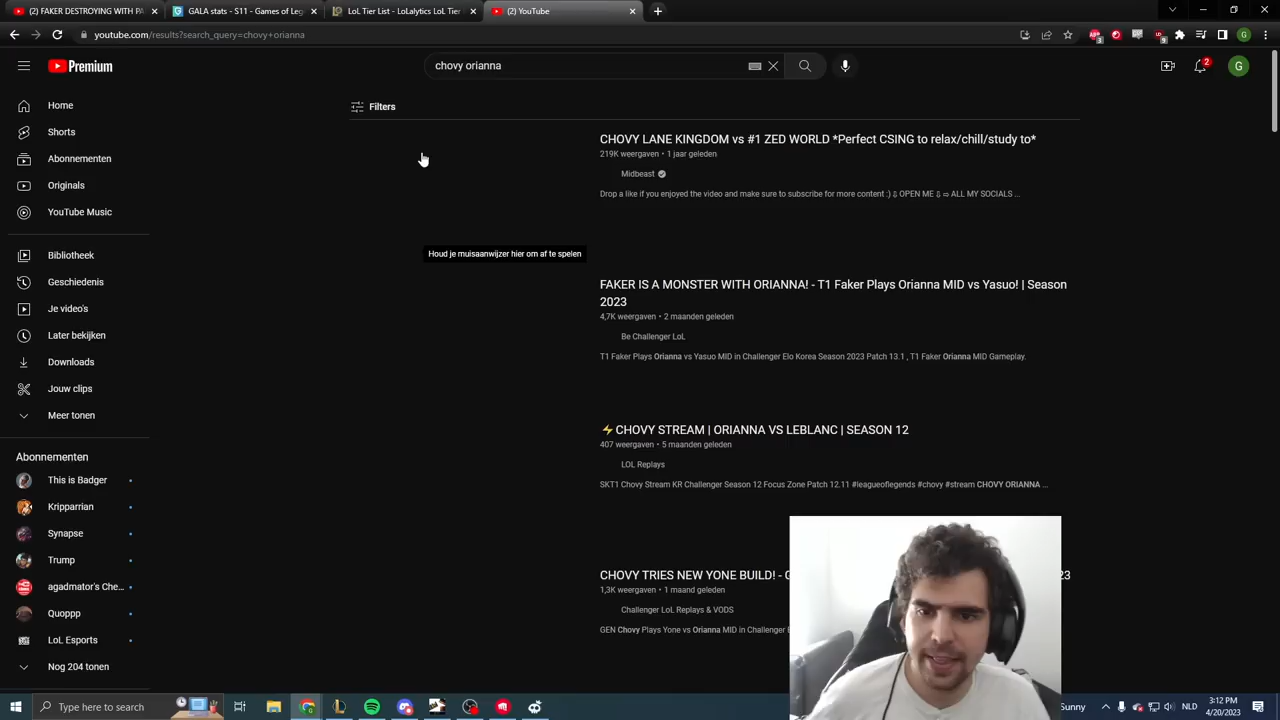 (2) FAKER DESTROYING WITH PA
GALA stats - S11 - Games of Leg
LoL Tier List - LoLalytics LoL Tier
(2) YouTube
youtube.com/results?search_query=chovy+orianna
Premium
chovy orianna
2
G
Home
Shorts
Abonnementen
Originals
YouTube Music
Bibliotheek
Geschiedenis
Je video's
Later bekijken
Downloads
Jouw clips
Meer tonen
Abonnementen
This is Badger
Kripparrian
Synapse
Trump
agadmator's Che...
Quoppp
LoL Esports
Nog 204 tonen
Filters
Houd je muisaanwijzer hier om af te spelen
CHOVY LANE KINGDOM vs #1 ZED WORLD *Perfect CSING to relax/chill/study to*
219K weergaven • 1 jaar geleden
Midbeast
Drop a like if you enjoyed the video and make sure to subscribe for more content :) ⇩ OPEN ME ⇩ ⇨ ALL MY SOCIALS ...
FAKER IS A MONSTER WITH ORIANNA! - T1 Faker Plays Orianna MID vs Yasuo! | Season
2023
4,7K weergaven • 2 maanden geleden
Be Challenger LoL
T1 Faker Plays Orianna vs Yasuo MID in Challenger Elo Korea Season 2023 Patch 13.1 , T1 Faker Orianna MID Gameplay.
⚡CHOVY STREAM | ORIANNA VS LEBLANC | SEASON 12
407 weergaven • 5 maanden geleden
LOL Replays
SKT1 Chovy Stream KR Challenger Season 12 Focus Zone Patch 12.11 #leagueoflegends #chovy #stream CHOVY ORIANNA ...
CHOVY TRIES NEW YONE BUILD! - G
1,3K weergaven • 1 maand geleden
Challenger LoL Replays & VODS
GEN Chovy Plays Yone vs Orianna MID in Challenger E
Type here to search
Sunny
NLD
3:12 PM
4/20/2023